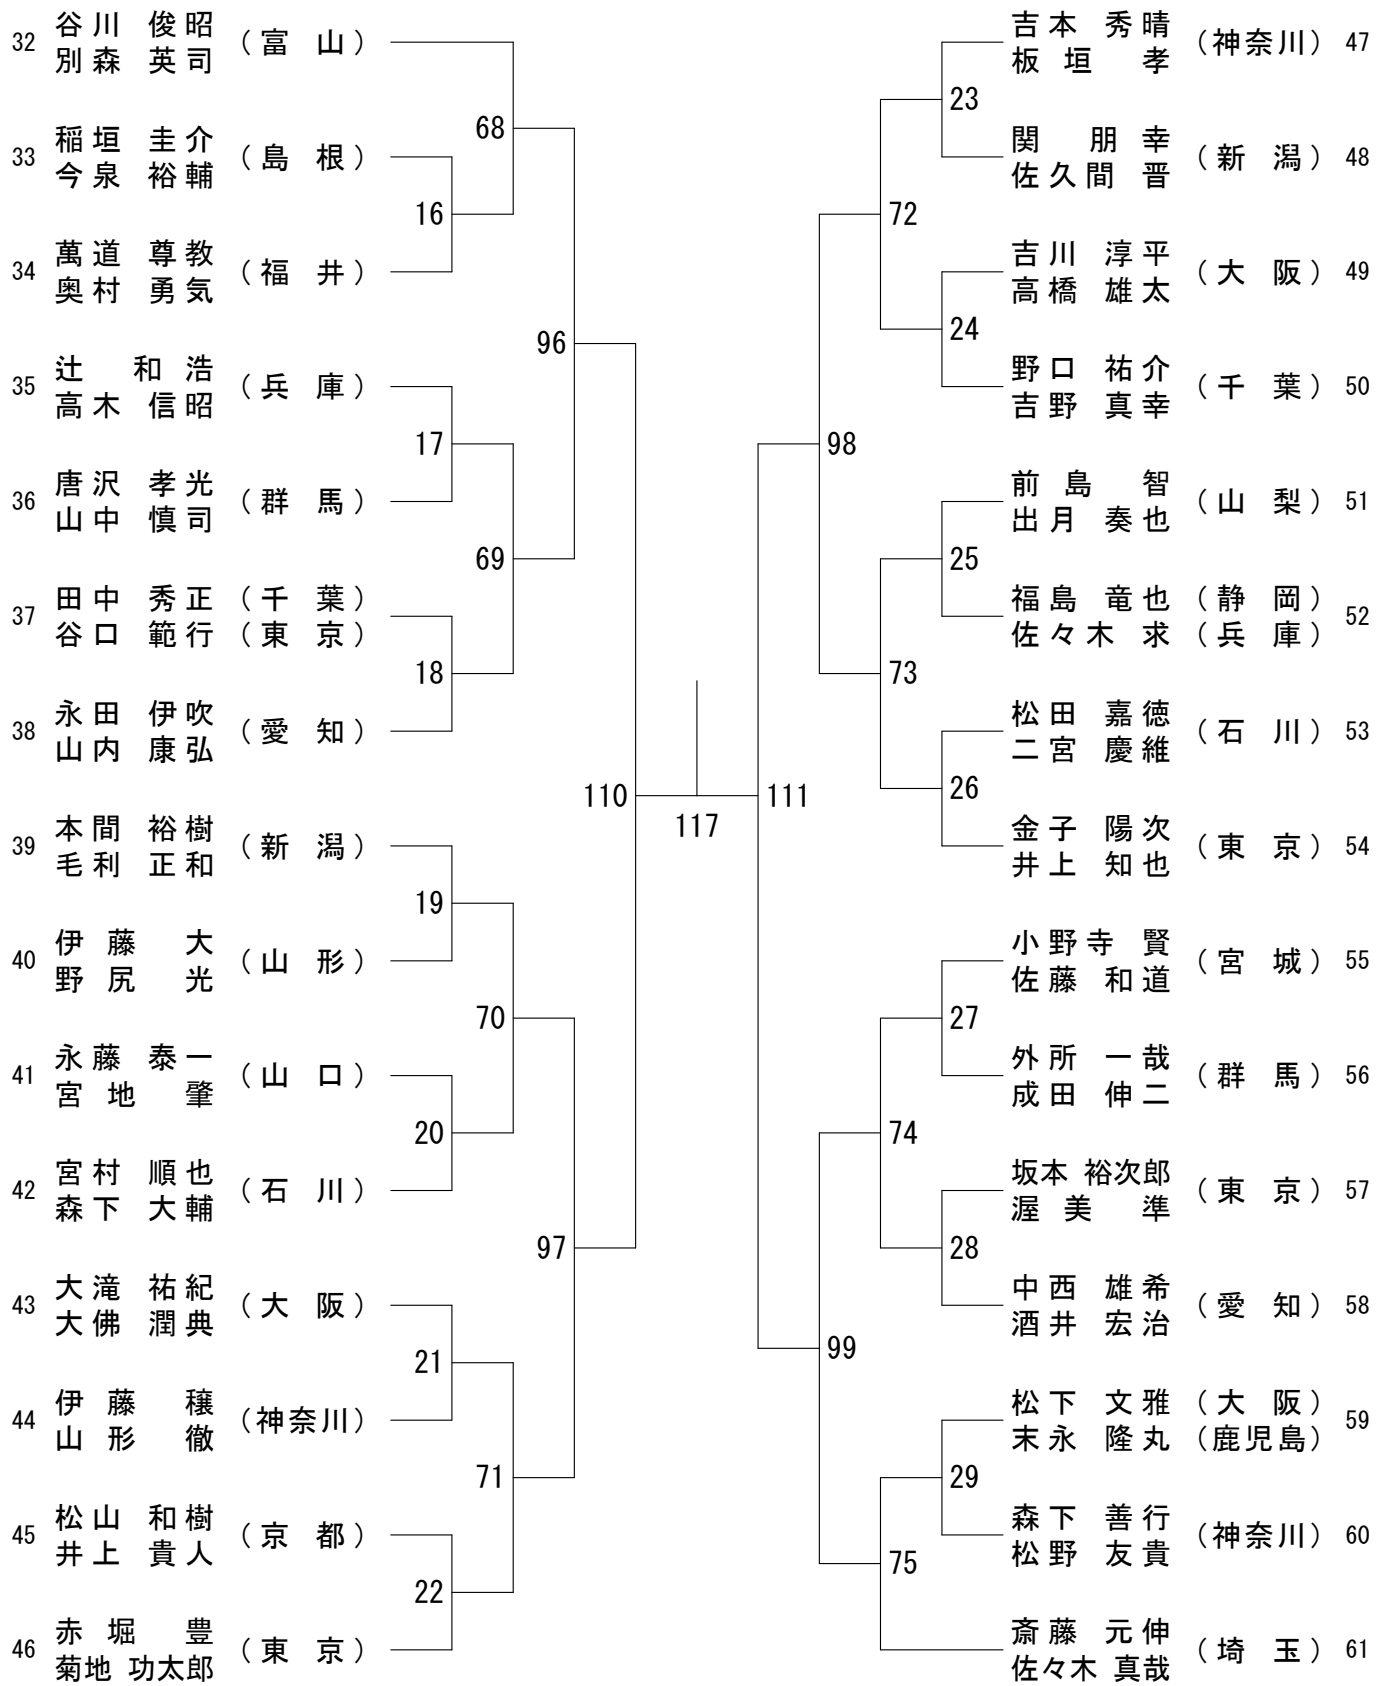 32 谷川 俊昭 (富 山)
別森 英司
33 稲垣 圭介 (島 根)
今泉 裕輔
34 萬道 尊教 (福 井)
奥村 勇気
35 辻 和浩 (兵 庫)
高木 信昭
36 唐沢 孝光 (群 馬)
山中 慎司
37 田中 秀正 (千 葉)
谷口 範行 (東 京)
38 永田 伊吹 (愛 知)
山内 康弘
39 本間 裕樹 (新 潟)
毛利 正和
40 伊藤 大 (山 形)
野尻 光
41 永藤 泰一 (山 口)
宮地 肇
42 宮村 順也 (石 川)
森下 大輔
43 大滝 祐紀 (大 阪)
大佛 潤典
44 伊藤 穣 (神奈川)
山形 徹
45 松山 和樹 (京 都)
井上 貴人
46 赤堀 豊 (東 京)
菊地 功太郎
68
16
96
17
69
18
110
19
70
20
97
21
71
22
117
111
23
72
24
98
25
73
26
27
74
28
99
29
75
吉本 秀晴 (神奈川) 47
板垣 孝
関 朋幸 (新 潟) 48
佐久間 晋
吉川 淳平 (大 阪) 49
高橋 雄太
野口 祐介 (千 葉) 50
吉野 真幸
前島 智 (山 梨) 51
出月 奏也
福島 竜也 (静 岡) 52
佐々木 求 (兵 庫)
松田 嘉徳 (石 川) 53
二宮 慶維
金子 陽次 (東 京) 54
井上 知也
小野寺 賢 (宮 城) 55
佐藤 和道
外所 一哉 (群 馬) 56
成田 伸二
坂本 裕次郎 (東 京) 57
渥美 準
中西 雄希 (愛 知) 58
酒井 宏治
松下 文雅 (大 阪) 59
末永 隆丸 (鹿児島)
森下 善行 (神奈川) 60
松野 友貴
斎藤 元伸 (埼 玉) 61
佐々木 真哉